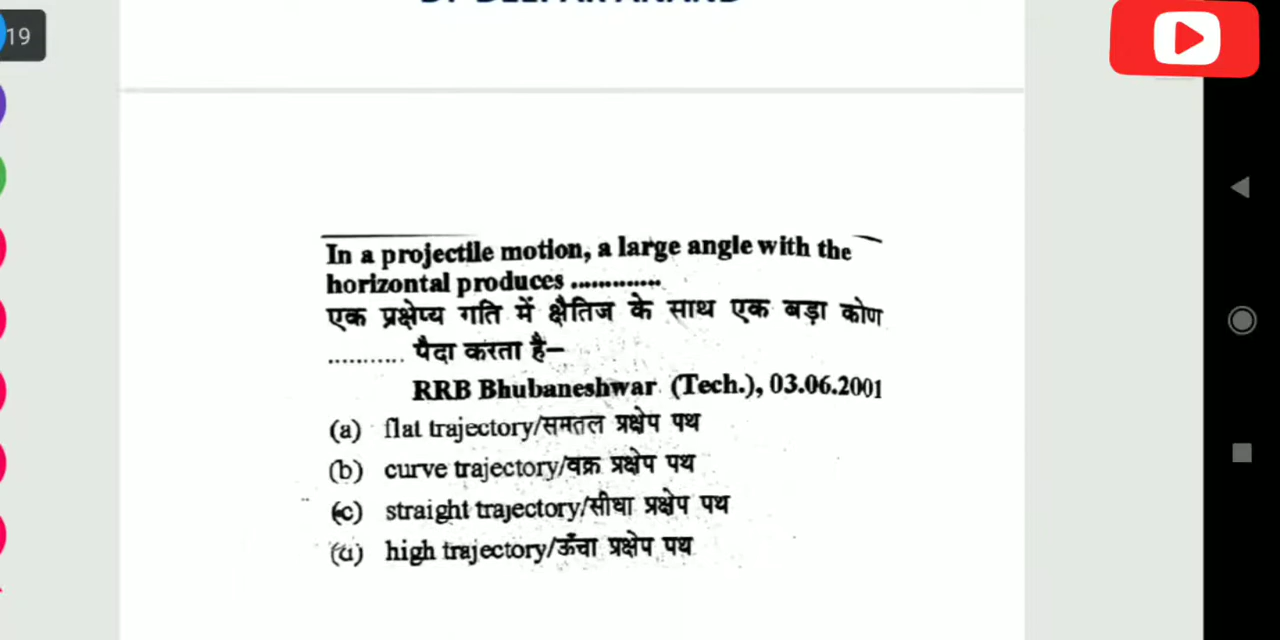 19
In a projectile motion, a large angle with the
horizontal produces .............
एक प्रक्षेप्य गति में क्षैतिज के साथ एक बड़ा कोण
........... पैदा करता है–
RRB Bhubaneshwar (Tech.), 03.06.2001
(a) flat trajectory/समतल प्रक्षेप पथ
(b) curve trajectory/वक्र प्रक्षेप पथ
(c) straight trajectory/सीधा प्रक्षेप पथ
(d) high trajectory/ऊँचा प्रक्षेप पथ